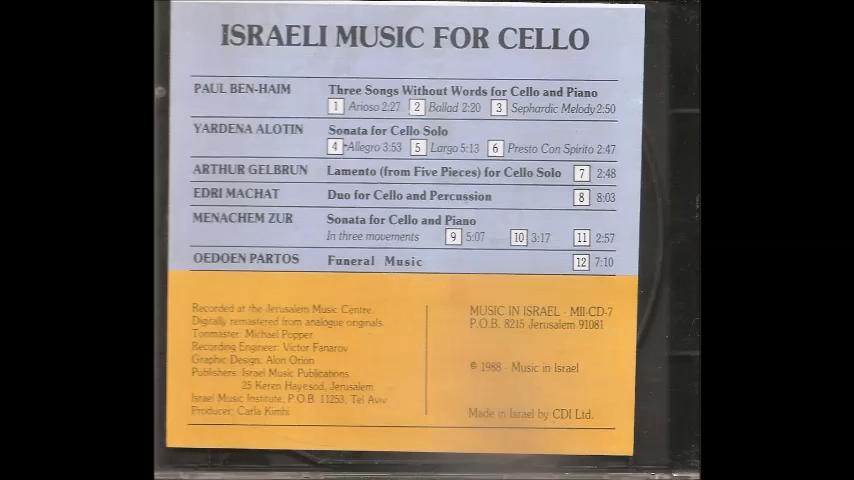 ISRAELI MUSIC FOR CELLO
PAUL BEN-HAIM Three Songs Without Words for Cello and Piano
1 Arioso 2:27 2 Ballad 2:20 3 Sephardic Melody 2:50
YARDENA ALOTIN Sonata for Cello Solo
4 Allegro 3:53 5 Largo 5:13 6 Presto Con Spirito 2:47
ARTHUR GELBRUN Lamento (from Five Pieces) for Cello Solo 7 2:48
EDRI MACHAT Duo for Cello and Percussion 8 8:03
MENACHEM ZUR Sonata for Cello and Piano
In three movements 9 5:07 10 3:17 11 2:57
OEDOEN PARTOS Funeral Music 12 7:10
Recorded at the Jerusalem Music Centre.
Digitally remastered from analogue originals.
Tonmaster: Michael Popper
Recording Engineer: Victor Fanarov
Graphic Design: Alon Orion
Publishers: Israel Music Publications
25 Keren Hayesod, Jerusalem
Israel Music Institute, P.O.B. 11253, Tel Aviv
Producer: Carla Kimhi
MUSIC IN ISRAEL - MII-CD-7
P.O.B. 8215 Jerusalem 91081
© 1988 - Music in Israel
Made in Israel by CDI Ltd.